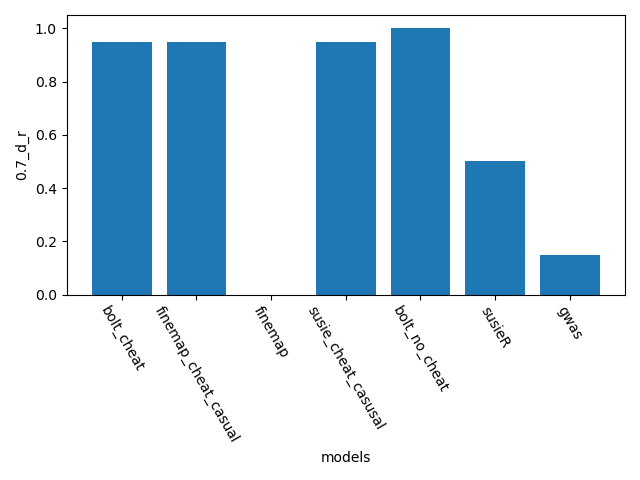 1.0
0.8
0.6
0.4
0.2
0.0
0.7_d_r
bolt_cheat
finemap_cheat_casual
finemap
susie_cheat_casusal
bolt_no_cheat
susieR
gwas
models